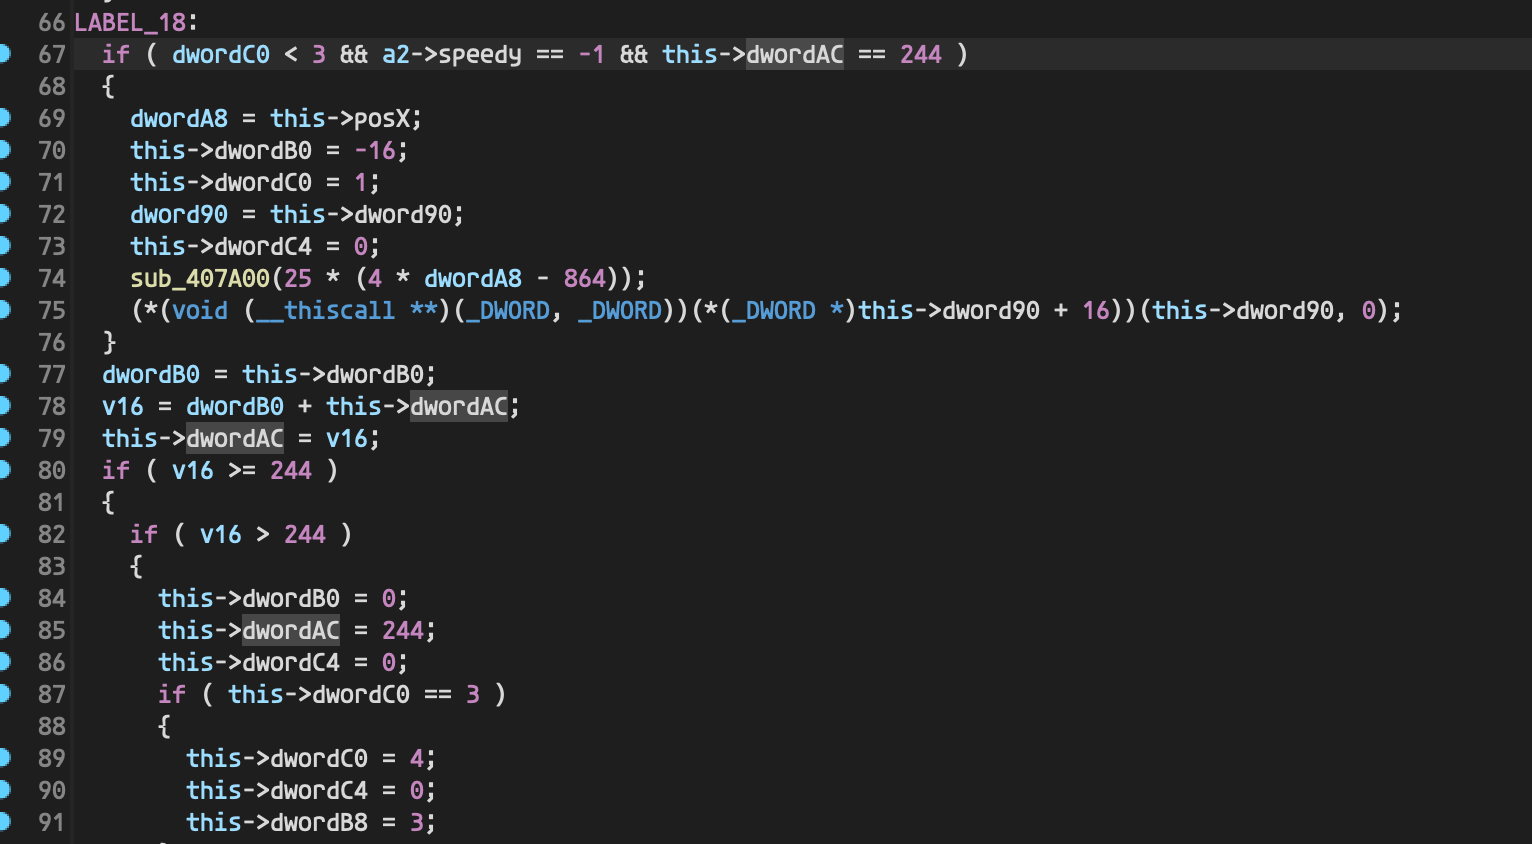 66 LABEL_18:
67   if ( dwordC0 < 3 && a2->speedy == -1 && this->dwordAC == 244 )
68   {
69     dwordA8 = this->posX;
70     this->dwordB0 = -16;
71     this->dwordC0 = 1;
72     dword90 = this->dword90;
73     this->dwordC4 = 0;
74     sub_407A00(25 * (4 * dwordA8 - 864));
75     (*(void (__thiscall **)(_DWORD, _DWORD))(*(_DWORD *)this->dword90 + 16))(this->dword90, 0);
76   }
77   dwordB0 = this->dwordB0;
78   v16 = dwordB0 + this->dwordAC;
79   this->dwordAC = v16;
80   if ( v16 >= 244 )
81   {
82     if ( v16 > 244 )
83     {
84       this->dwordB0 = 0;
85       this->dwordAC = 244;
86       this->dwordC4 = 0;
87       if ( this->dwordC0 == 3 )
88       {
89         this->dwordC0 = 4;
90         this->dwordC4 = 0;
91         this->dwordB8 = 3;